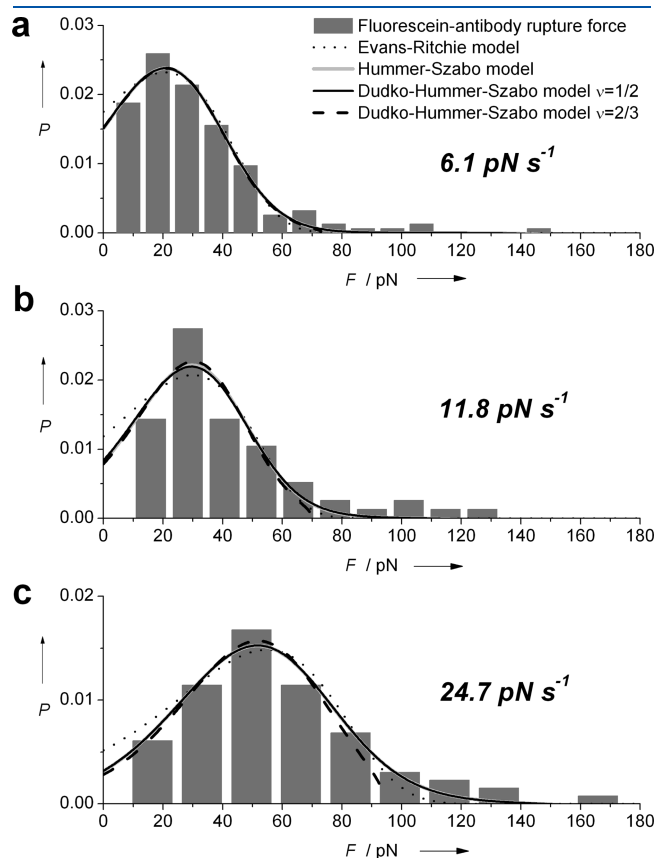 a
0.03
0.02
0.01
0.00
P
Fluorescein-antibody rupture force
Evans-Ritchie model
Hummer-Szabo model
Dudko-Hummer-Szabo model ν=1/2
Dudko-Hummer-Szabo model ν=2/3
6.1 pN s-1
0 20 40 60 80 100 120 140 160 180
F / pN
b
0.03
0.02
0.01
0.00
P
11.8 pN s-1
0 20 40 60 80 100 120 140 160 180
F / pN
c
0.02
0.01
0.00
P
24.7 pN s-1
0 20 40 60 80 100 120 140 160 180
F / pN